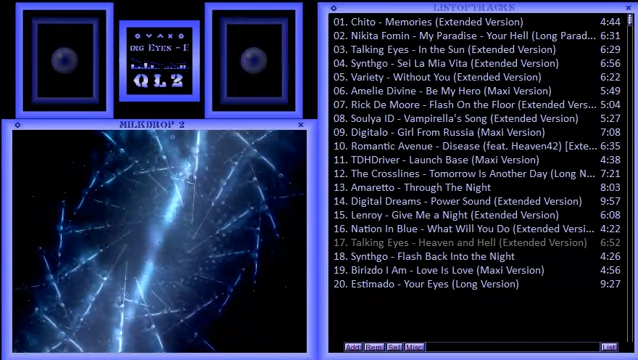 ing Eyes - H
QL2
MILKDROP 2
LISTOFTRACKS
01. Chito - Memories (Extended Version) 4:44
02. Nikita Fomin - My Paradise - Your Hell (Long Parad... 6:31
03. Talking Eyes - In the Sun (Extended Version) 6:29
04. Synthgo - Sei La Mia Vita (Extended Version) 6:56
05. Variety - Without You (Extended Version) 6:22
06. Amelie Divine - Be My Hero (Maxi Version) 5:49
07. Rick De Moore - Flash On the Floor (Extended Vers... 5:04
08. Soulya ID - Vampirella's Song (Extended Version) 5:27
09. Digitalo - Girl From Russia (Maxi Version) 7:08
10. Romantic Avenue - Disease (feat. Heaven42) [Exte... 6:35
11. TDHDriver - Launch Base (Maxi Version) 4:38
12. The Crosslines - Tomorrow Is Another Day (Long N... 7:21
13. Amaretto - Through The Night 8:03
14. Digital Dreams - Power Sound (Extended Version) 9:57
15. Lenroy - Give Me a Night (Extended Version) 6:08
16. Nation In Blue - What Will You Do (Extended Versi... 4:22
17. Talking Eyes - Heaven and Hell (Extended Version) 6:52
18. Synthgo - Flash Back Into the Night 4:26
19. Birizdo I Am - Love Is Love (Maxi Version) 4:56
20. Estimado - Your Eyes (Long Version) 9:27
Add Rem Sel Misc List